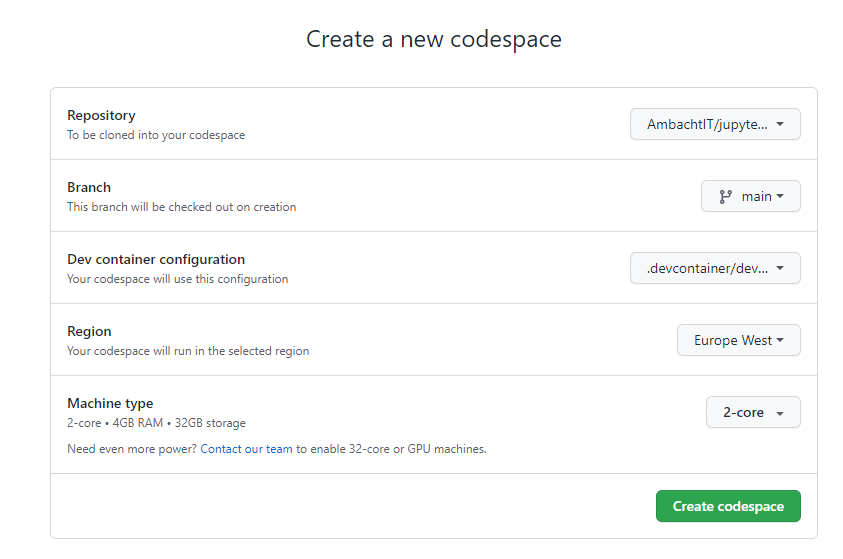 Create a new codespace
Repository
To be cloned into your codespace
AmbachtIT/jupyte...
Branch
This branch will be checked out on creation
main
Dev container configuration
Your codespace will use this configuration
.devcontainer/dev...
Region
Your codespace will run in the selected region
Europe West
Machine type
2-core • 4GB RAM • 32GB storage
2-core
Need even more power? Contact our team to enable 32-core or GPU machines.
Create codespace